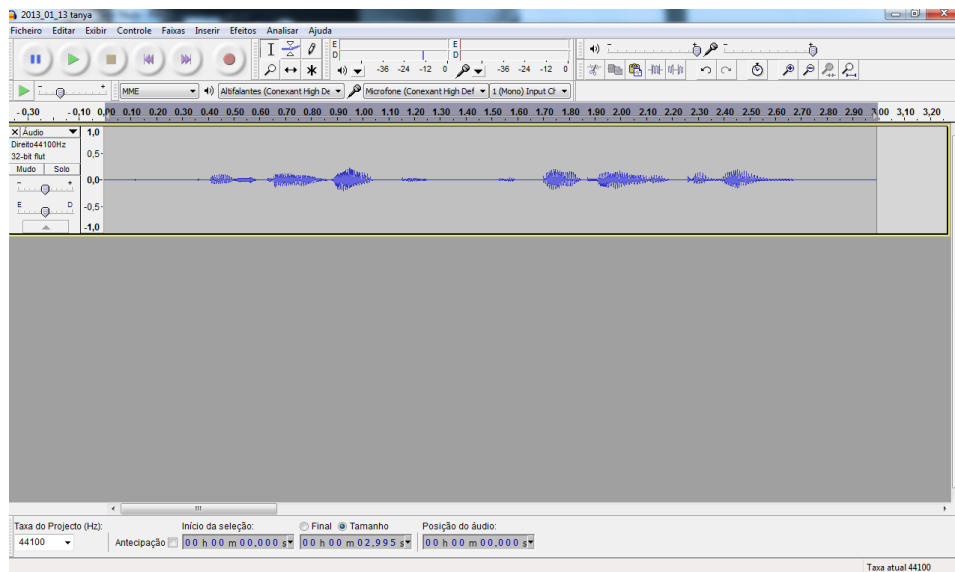 2013_01_13 tanya
Ficheiro Editar Exibir Controle Faixas Inserir Efeitos Analisar Ajuda
E
D
E
D
-36 -24 -12 0
-36 -24 -12 0
MME
Altifalantes (Conexant High De
Microfone (Conexant High Def
1 (Mono) Input Ch
- 0,30 - 0,10 0,00 0.10 0.20 0.30 0.40 0.50 0.60 0.70 0.80 0.90 1.00 1.10 1.20 1.30 1.40 1.50 1.60 1.70 1.80 1.90 2.00 2.10 2.20 2.30 2.40 2.50 2.60 2.70 2.80 2.90 3,00 3,10 3,20
X Áudio
Direito44100Hz
32-bit flut
Mudo Solo
- +
E D
1,0
0,5-
0,0-
-0,5-
-1,0
Taxa do Projecto (Hz):
44100
Antecipação
Início da seleção:
00 h 00 m 00,000 s
Final Tamanho
00 h 00 m 02,995 s
Posição do áudio:
00 h 00 m 00,000 s
Taxa atual 44100